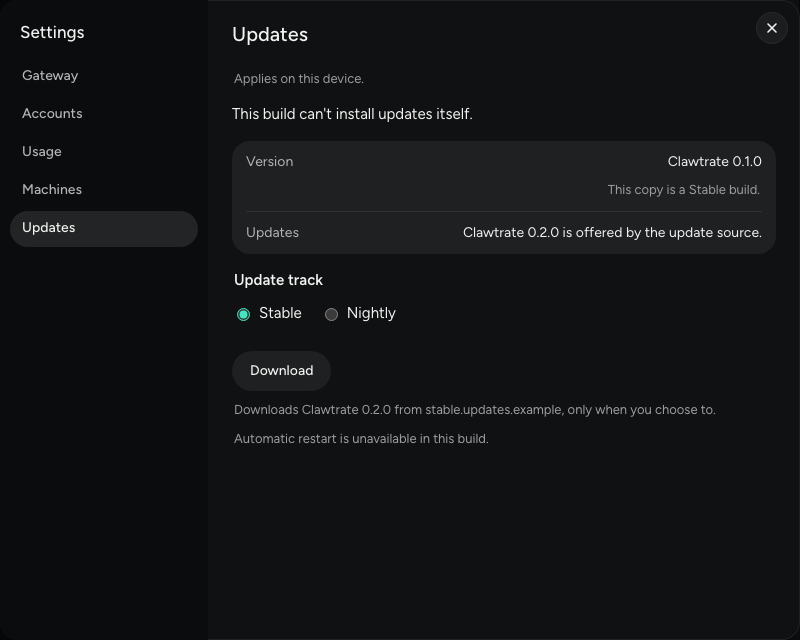 Settings
Gateway
Accounts
Usage
Machines
Updates
Updates
Applies on this device.
This build can't install updates itself.
Version
Clawtrate 0.1.0
This copy is a Stable build.
Updates
Clawtrate 0.2.0 is offered by the update source.
Update track
Stable
Nightly
Download
Downloads Clawtrate 0.2.0 from stable.updates.example, only when you choose to.
Automatic restart is unavailable in this build.